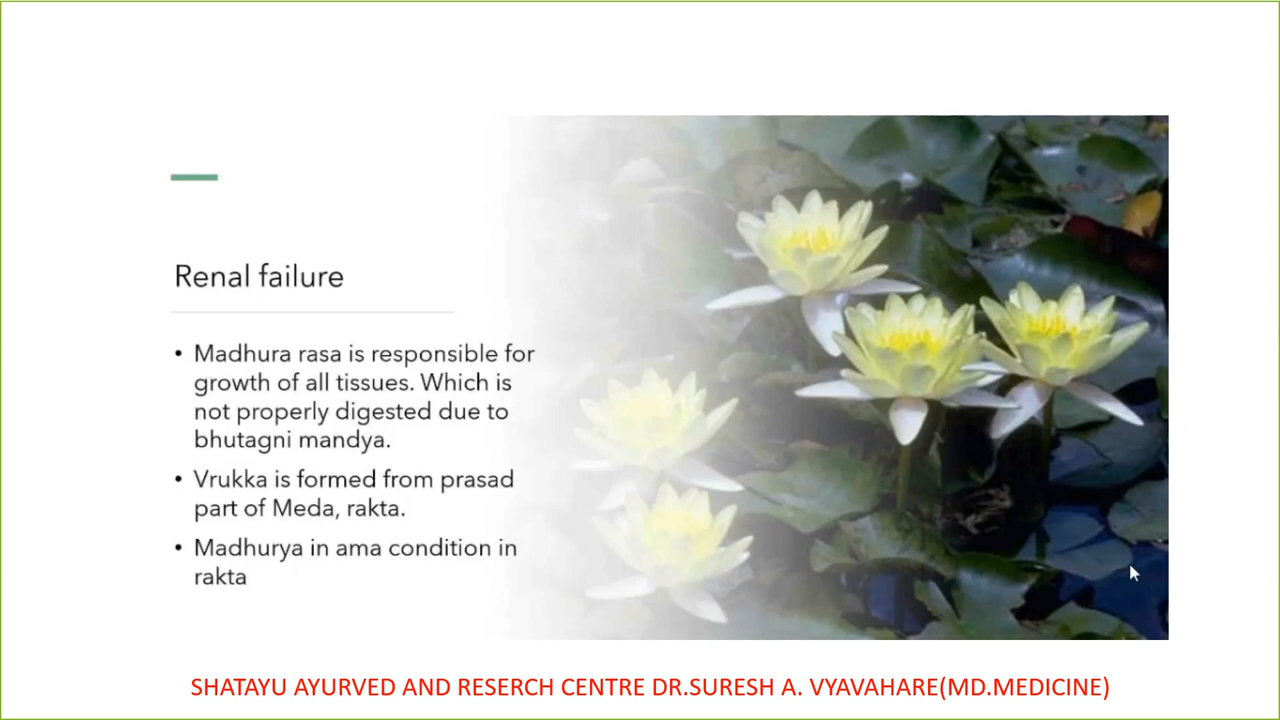 Renal failure
• Madhura rasa is responsible for
growth of all tissues. Which is
not properly digested due to
bhutagni mandya.
• Vrukka is formed from prasad
part of Meda, rakta.
• Madhurya in ama condition in
rakta
SHATAYU AYURVED AND RESERCH CENTRE DR.SURESH A. VYAVAHARE(MD.MEDICINE)